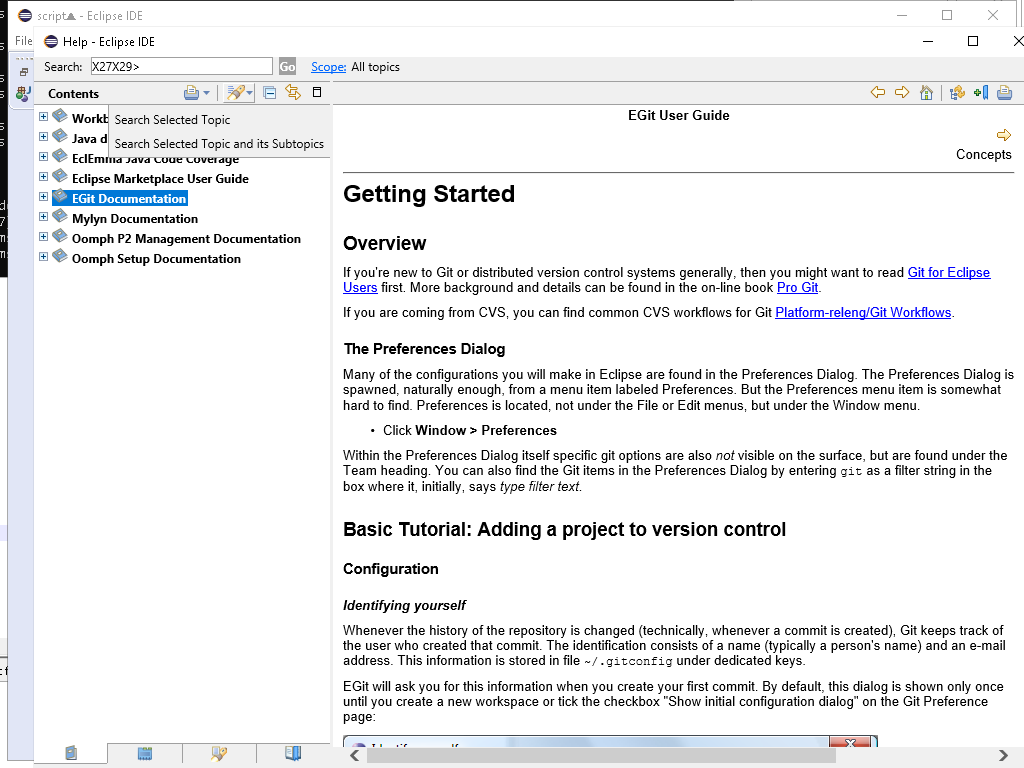 script - Eclipse IDE
File
Help - Eclipse IDE
Search: X27X29> Go Scope: All topics
Contents
Search Selected Topic
Java d
Search Selected Topic and its Subtopics
EclEmma Java Code Coverage
Eclipse Marketplace User Guide
EGit Documentation
Mylyn Documentation
Oomph P2 Management Documentation
Oomph Setup Documentation
EGit User Guide
Concepts
Getting Started
Overview
If you're new to Git or distributed version control systems generally, then you might want to read Git for Eclipse
Users first. More background and details can be found in the on-line book Pro Git.
If you are coming from CVS, you can find common CVS workflows for Git Platform-releng/Git Workflows.
The Preferences Dialog
Many of the configurations you will make in Eclipse are found in the Preferences Dialog. The Preferences Dialog is
spawned, naturally enough, from a menu item labeled Preferences. But the Preferences menu item is somewhat
hard to find. Preferences is located, not under the File or Edit menus, but under the Window menu.
• Click Window > Preferences
Within the Preferences Dialog itself specific git options are also not visible on the surface, but are found under the
Team heading. You can also find the Git items in the Preferences Dialog by entering git as a filter string in the
box where it, initially, says type filter text.
Basic Tutorial: Adding a project to version control
Configuration
Identifying yourself
Whenever the history of the repository is changed (technically, whenever a commit is created), Git keeps track of
the user who created that commit. The identification consists of a name (typically a person's name) and an e-mail
address. This information is stored in file ~/.gitconfig under dedicated keys.
EGit will ask you for this information when you create your first commit. By default, this dialog is shown only once
until you create a new workspace or tick the checkbox "Show initial configuration dialog" on the Git Preference
page: